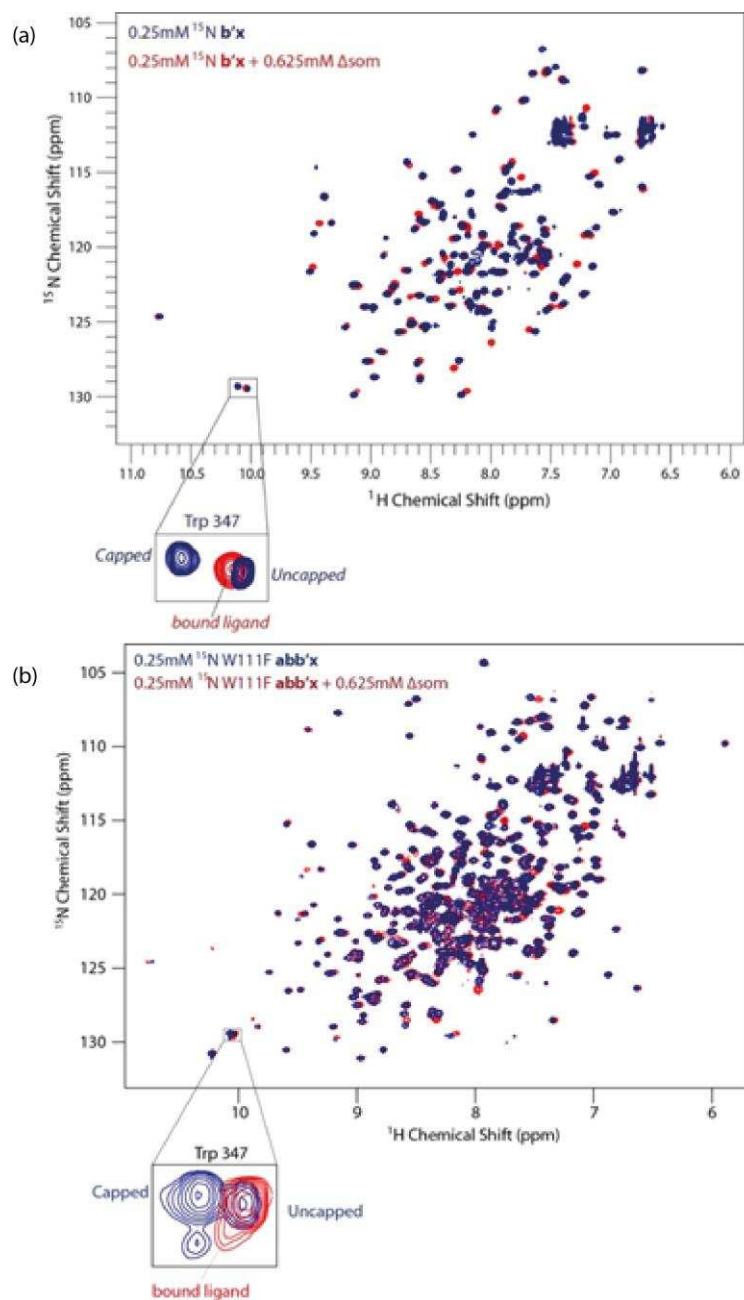 (a)
0.25mM ¹⁵N b'x
0.25mM ¹⁵N b'x + 0.625mM Δsom
105
110
115
120
125
130
¹⁵N Chemical Shift (ppm)
11.0 10.5 10.0 9.5 9.0 8.5 8.0 7.5 7.0 6.5 6.0
¹H Chemical Shift (ppm)
Trp 347
Capped
Uncapped
bound ligand
(b)
0.25mM ¹⁵N W111F abb'x
0.25mM ¹⁵N W111F abb'x + 0.625mM Δsom
105
110
115
120
125
130
¹⁵N Chemical Shift (ppm)
10 9 8 7 6
¹H Chemical Shift (ppm)
Trp 347
Capped
Uncapped
bound ligand